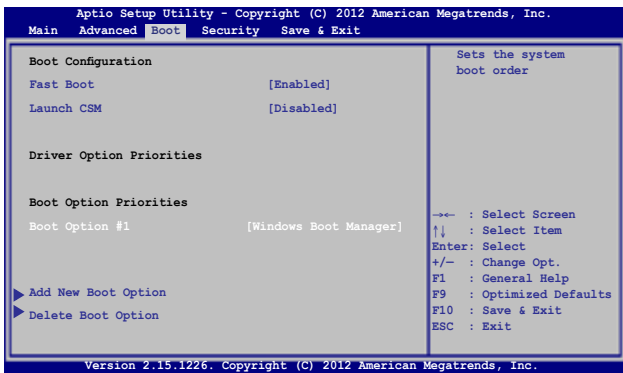 Aptio Setup Utility - Copyright (C) 2012 American Megatrends, Inc.
Main Advanced Boot Security Save & Exit
Boot Configuration
Fast Boot [Enabled]
Launch CSM [Disabled]
Driver Option Priorities
Boot Option Priorities
Boot Option #1 [Windows Boot Manager]
Add New Boot Option
Delete Boot Option
Sets the system
boot order
→← : Select Screen
↑↓ : Select Item
Enter: Select
+/— : Change Opt.
F1 : General Help
F9 : Optimized Defaults
F10 : Save & Exit
ESC : Exit
Version 2.15.1226. Copyright (C) 2012 American Megatrends, Inc.